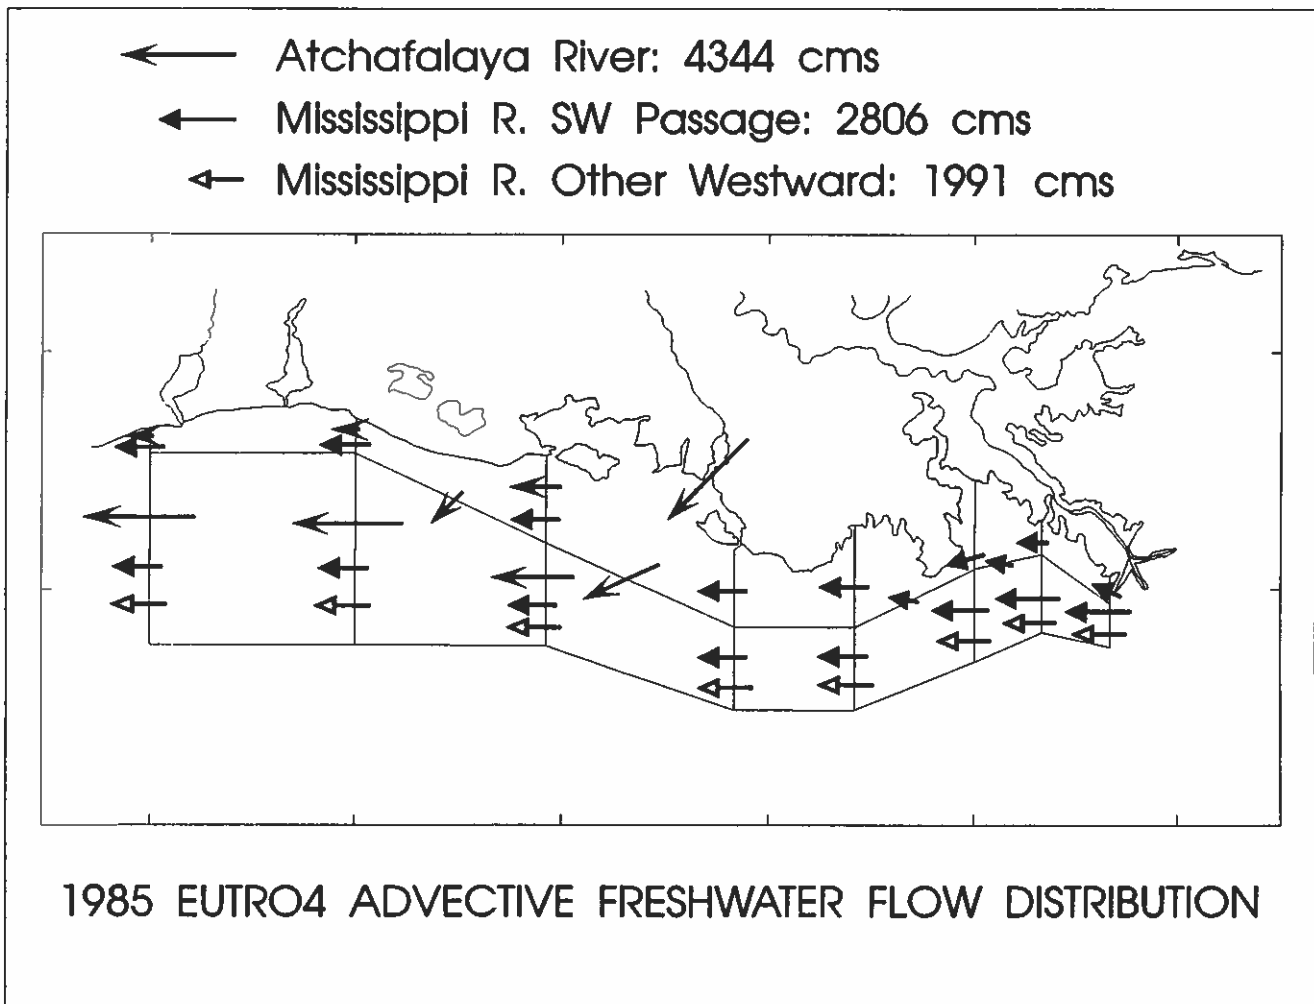 Atchafalaya River: 4344 cms
Mississippi R. SW Passage: 2806 cms
Mississippi R. Other Westward: 1991 cms
1985 EUTRO4 ADVECTIVE FRESHWATER FLOW DISTRIBUTION